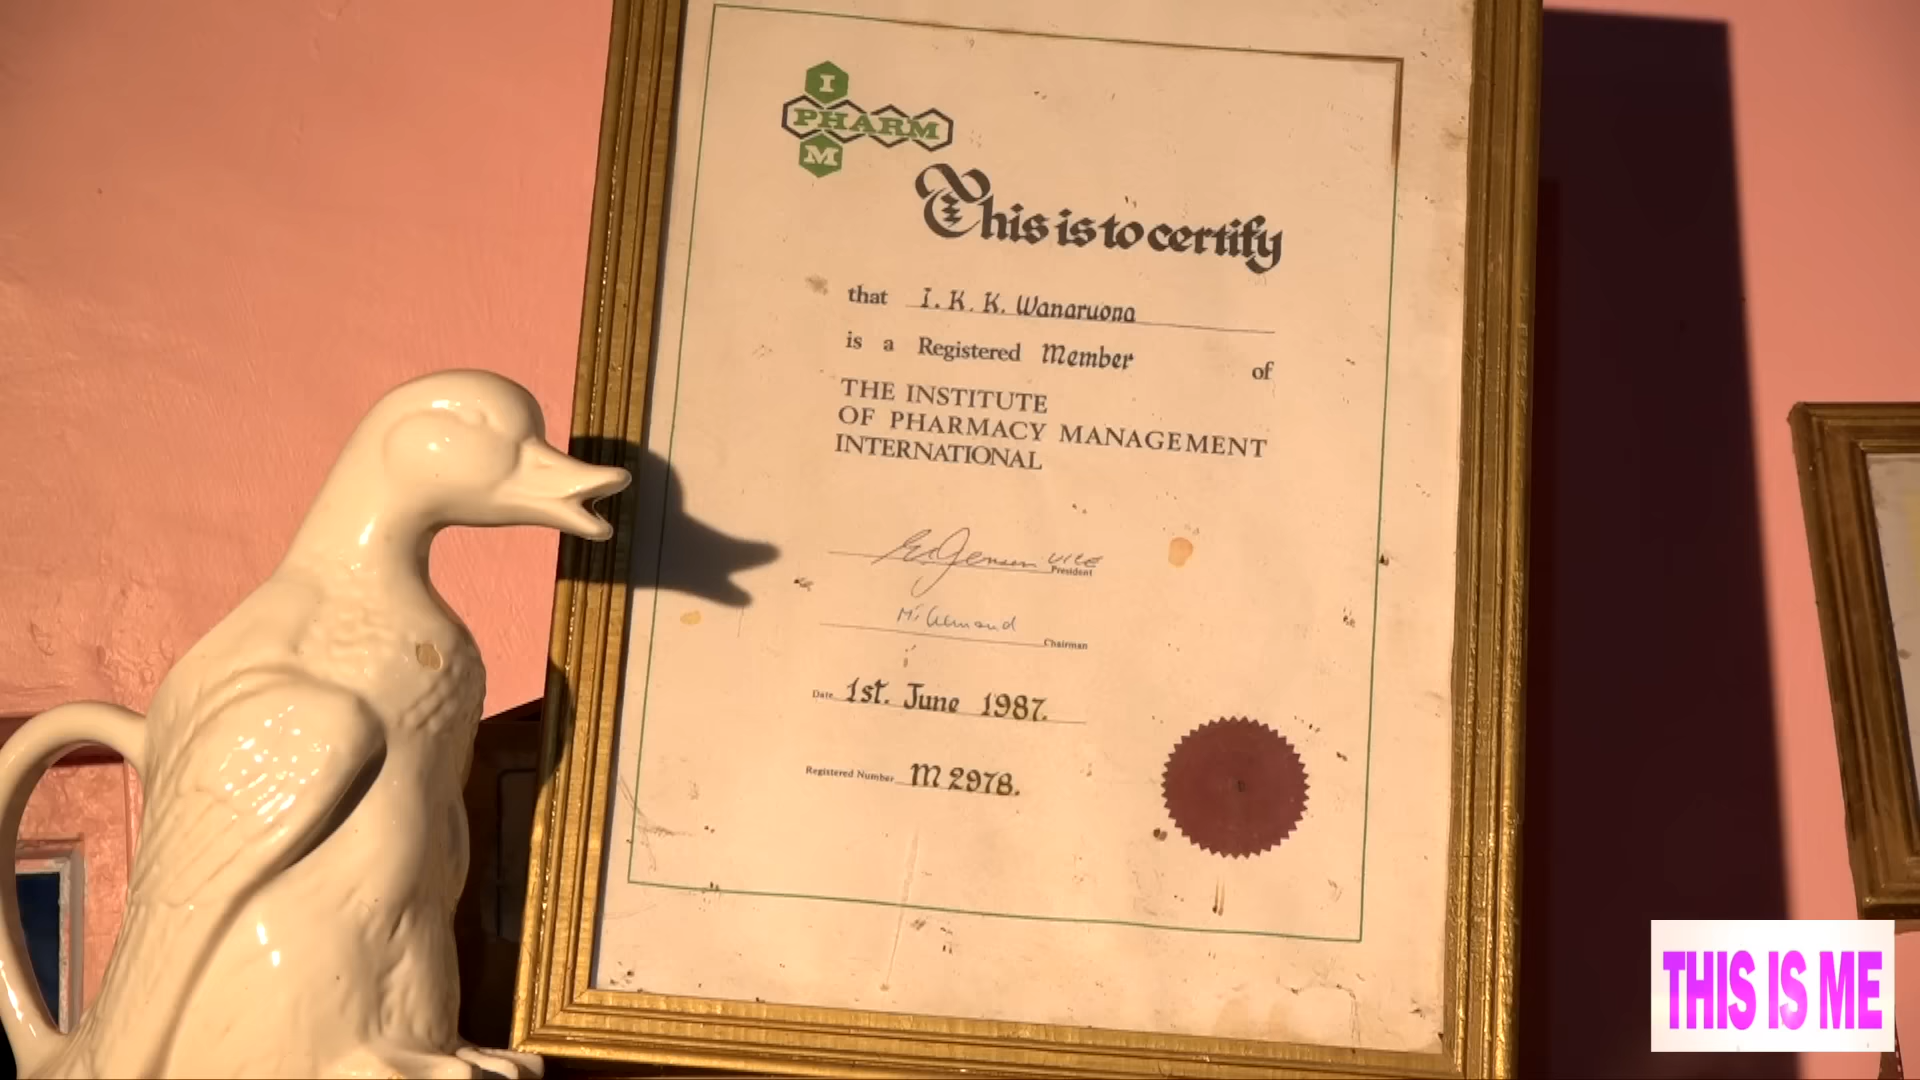 I
PHARM
M
This is to certify
that I. K. K. Wanaruona
is a Registered Member of
THE INSTITUTE
OF PHARMACY MANAGEMENT
INTERNATIONAL
VICE
President
Chairman
Date 1st. June 1987.
Registered Number M 2978.
THIS IS ME